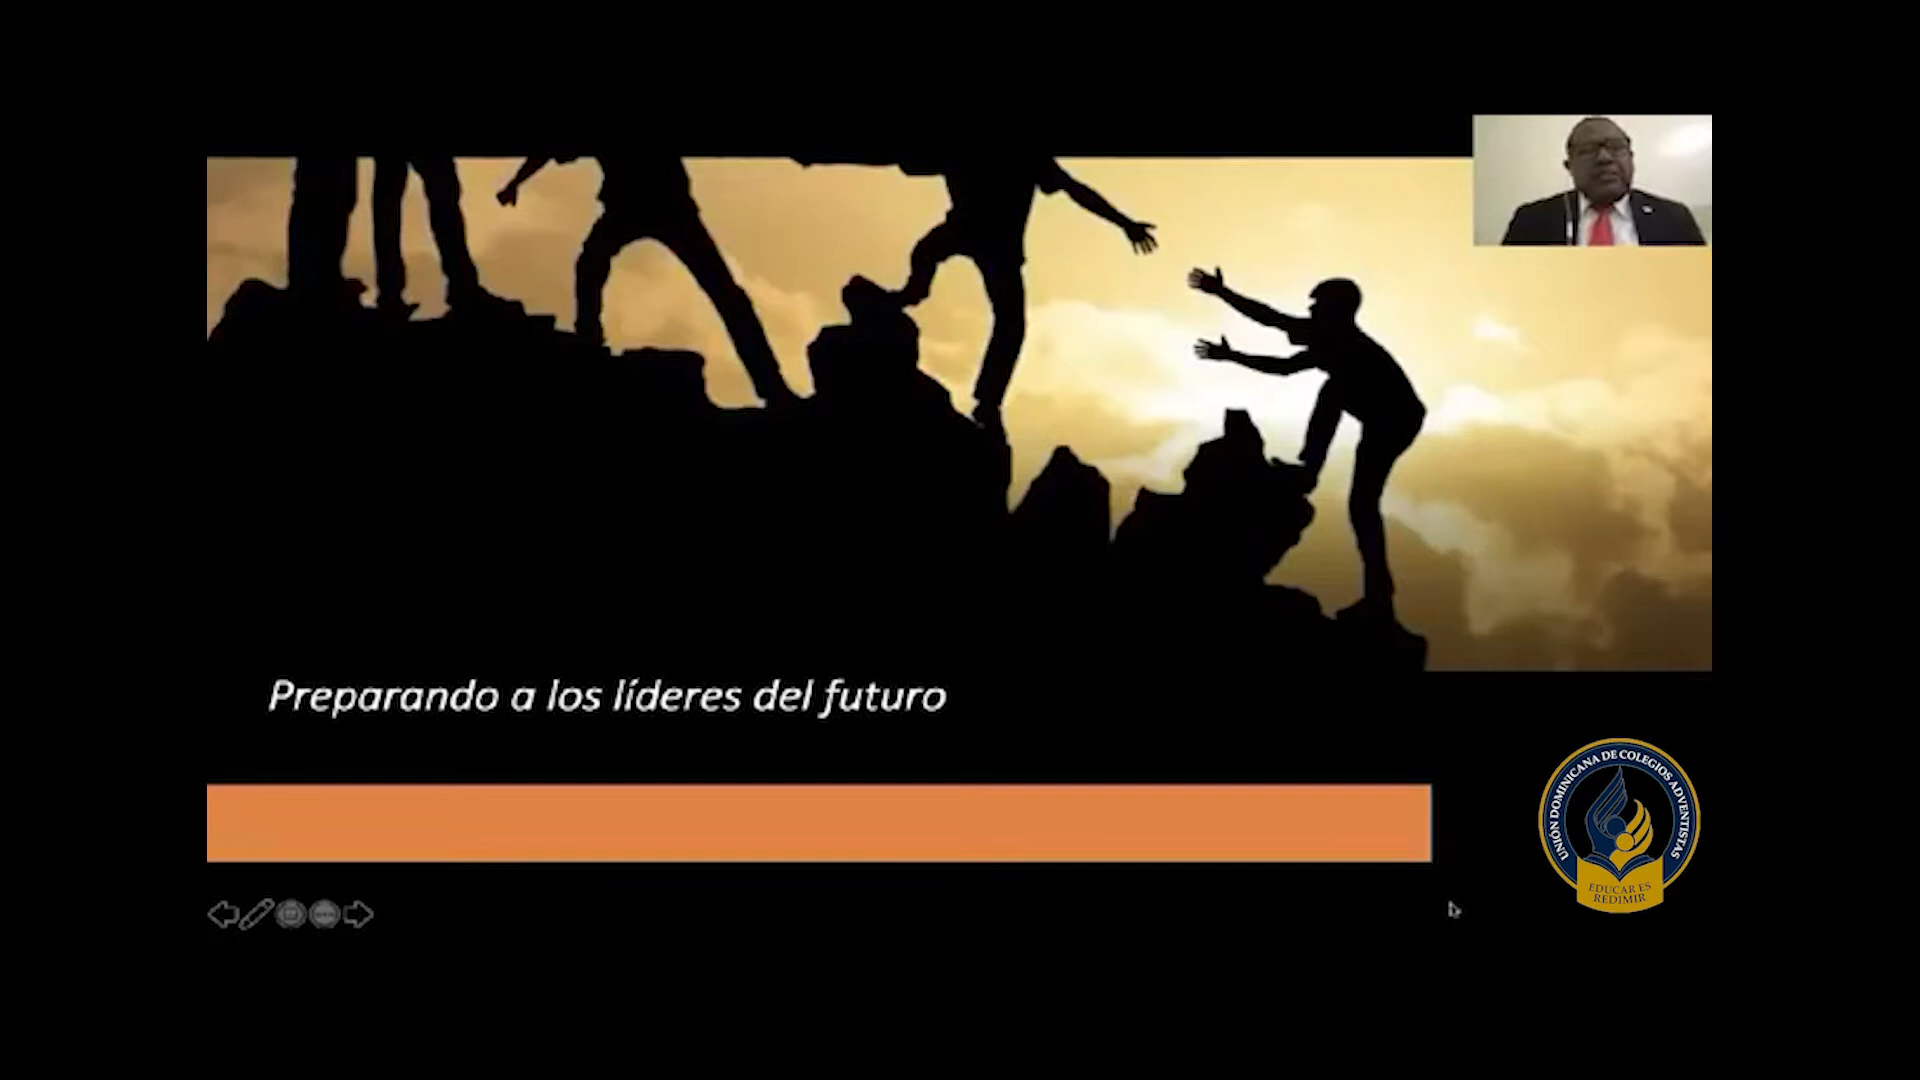 Preparando a los líderes del futuro
UNIÓN DOMINICANA DE COLEGIOS ADVENTISTAS
EDUCAR ES
REDIMIR